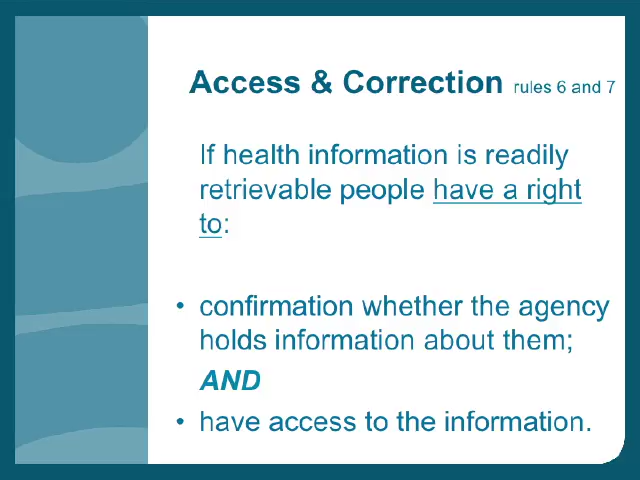 Access & Correction rules 6 and 7
If health information is readily
retrievable people have a right
to:
• confirmation whether the agency
holds information about them;
AND
• have access to the information.